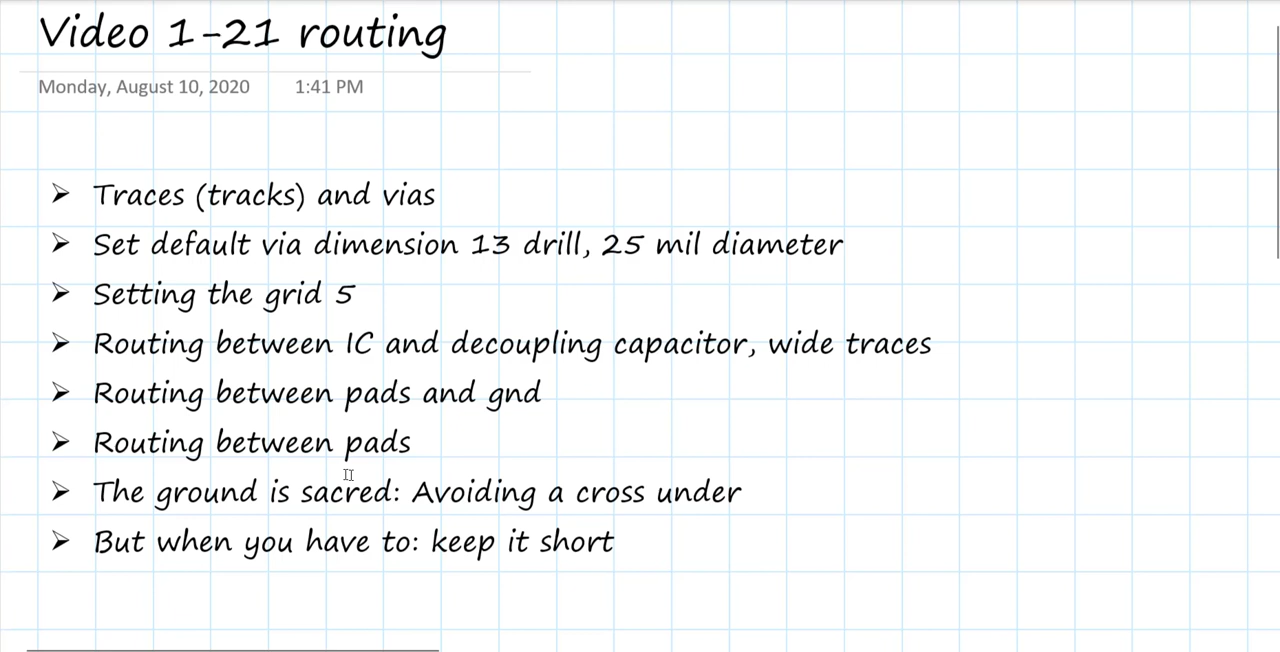 Video 1-21 routing
Monday, August 10, 2020 1:41 PM
➢ Traces (tracks) and vias
➢ Set default via dimension 13 drill, 25 mil diameter
➢ Setting the grid 5
➢ Routing between IC and decoupling capacitor, wide traces
➢ Routing between pads and gnd
➢ Routing between pads
➢ The ground is sacred: Avoiding a cross under
➢ But when you have to: keep it short